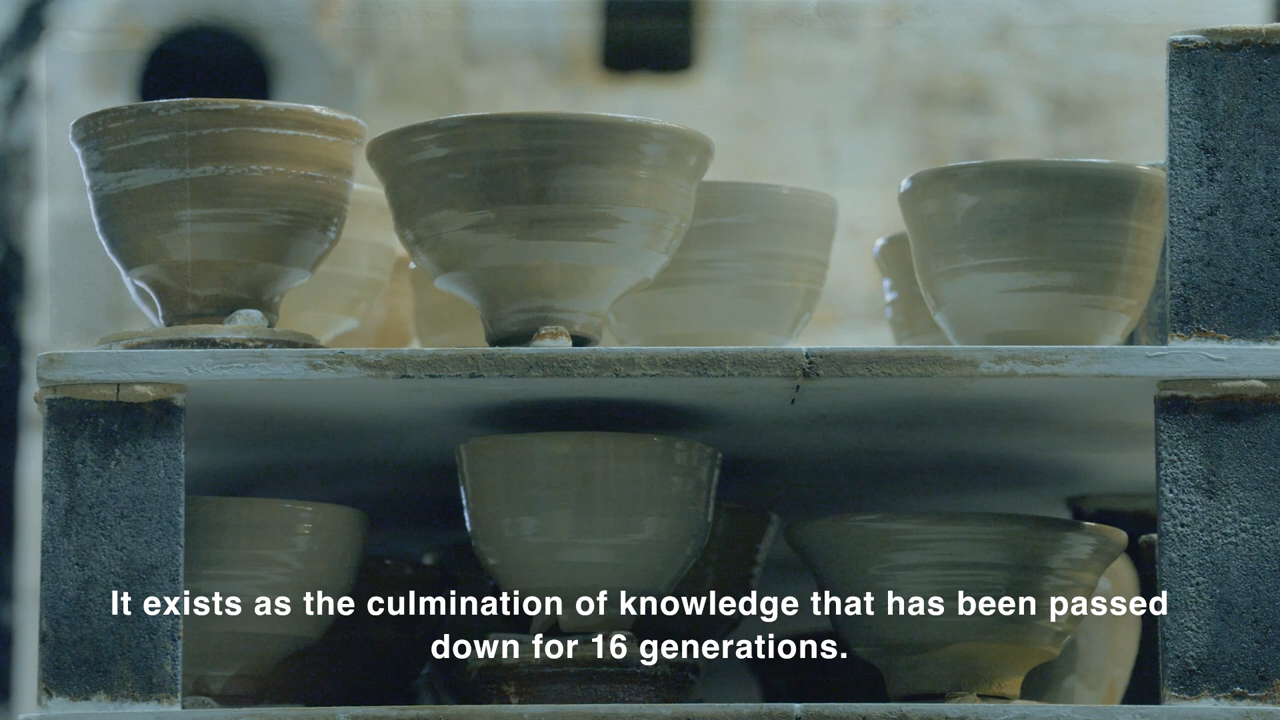 It exists as the culmination of knowledge that has been passed
down for 16 generations.